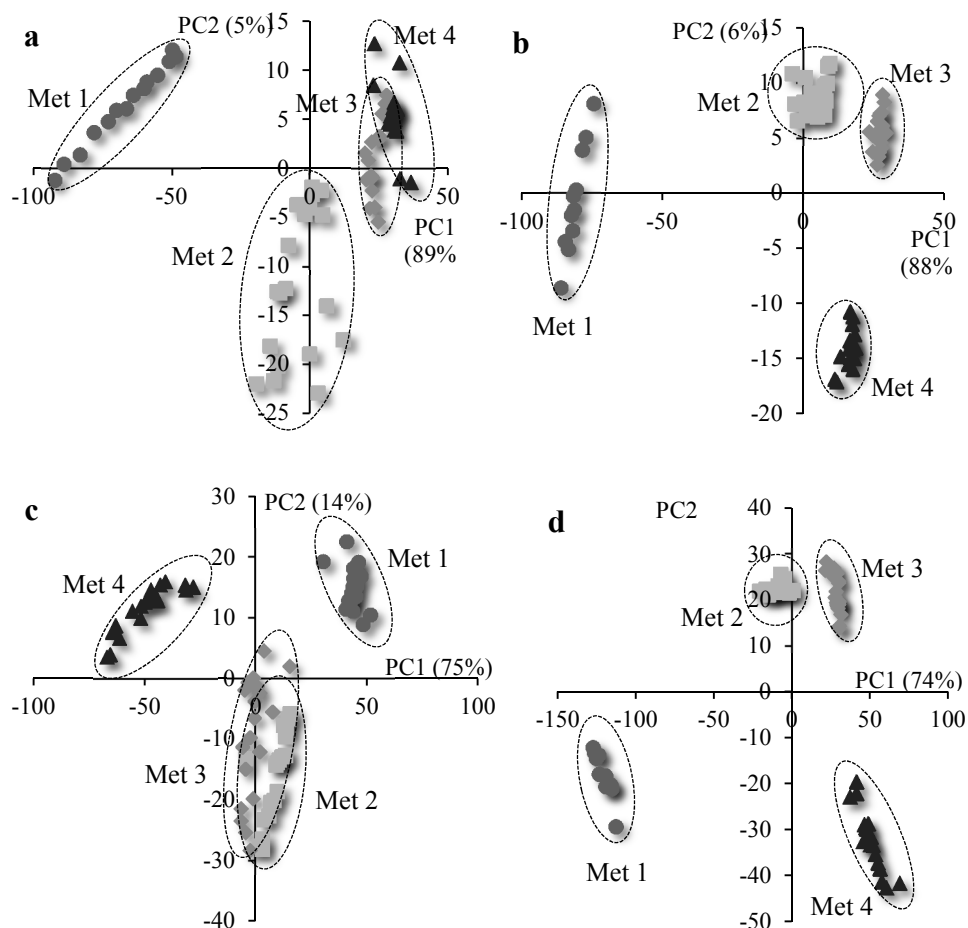 a
PC2 (5%)
15
10
5
0
-5
-10
-15
-20
-25
-100
-50
0
50
PC1
(89%
Met 1
Met 2
Met 3
Met 4
b
PC2 (6%)
15
10
5
0
-5
-10
-15
-20
-100
-50
0
50
PC1
(88%
Met 1
Met 2
Met 3
Met 4
c
PC2 (14%)
30
20
10
0
-10
-20
-30
-40
-100
-50
0
50
100
PC1 (75%)
Met 4
Met 1
Met 3
Met 2
d
PC2
40
30
20
10
0
-10
-20
-30
-40
-50
-150
-100
-50
0
50
100
PC1 (74%)
Met 2
Met 3
Met 1
Met 4